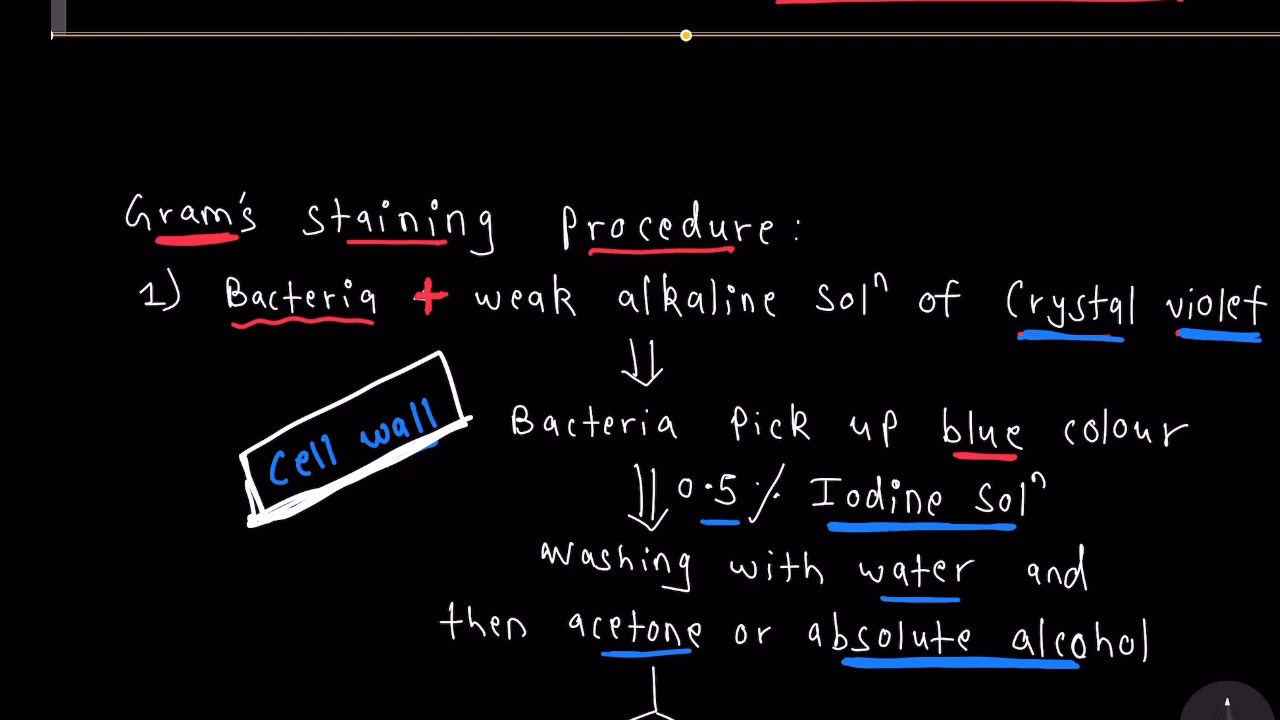 Gram's staining Procedure:
1) Bacteria + weak alkaline solⁿ of Crystal violet
⇓
Cell wall
Bacteria Pick up blue colour
⇓ 0.5 % Iodine solⁿ
Washing with water and
then acetone or absolute alcohol